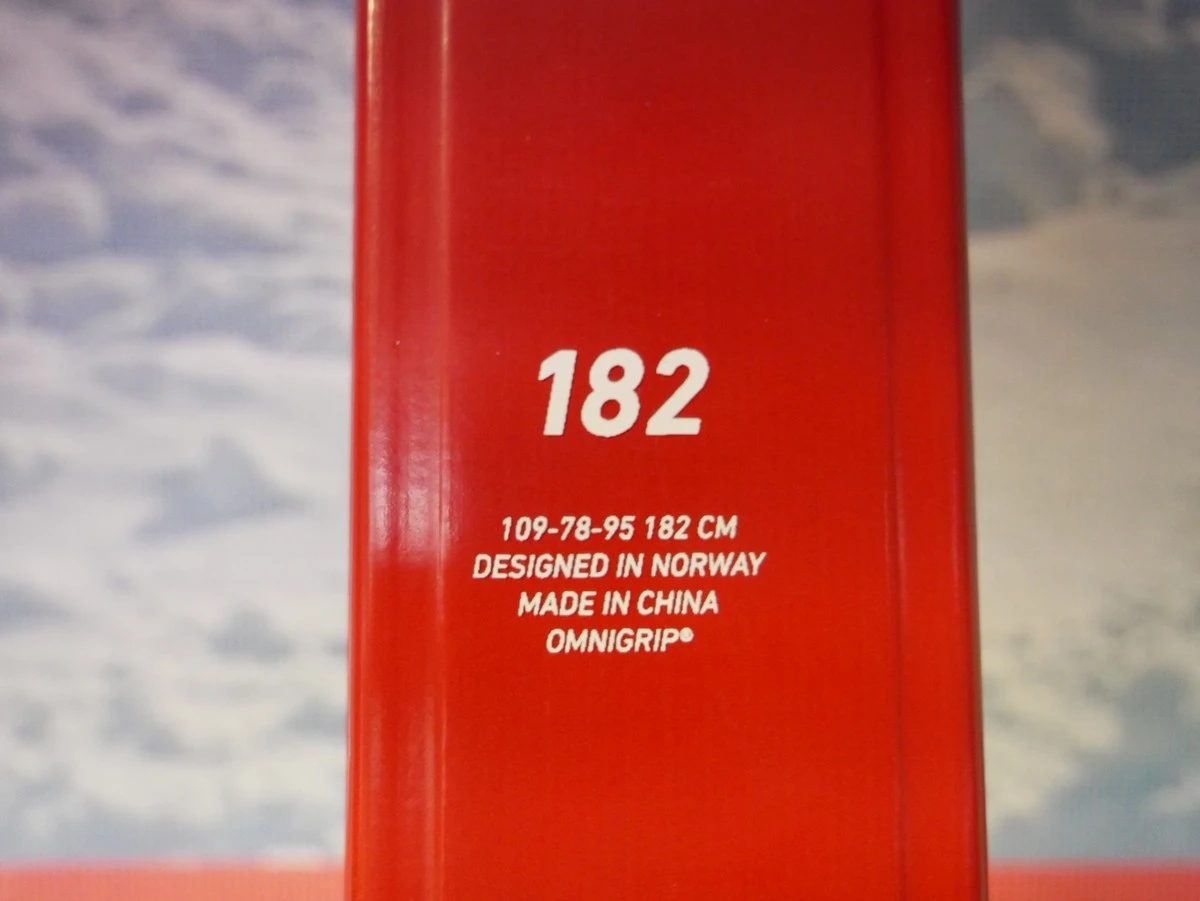 182
109-78-95 182 CM
DESIGNED IN NORWAY
MADE IN CHINA
OMNIGRIP®